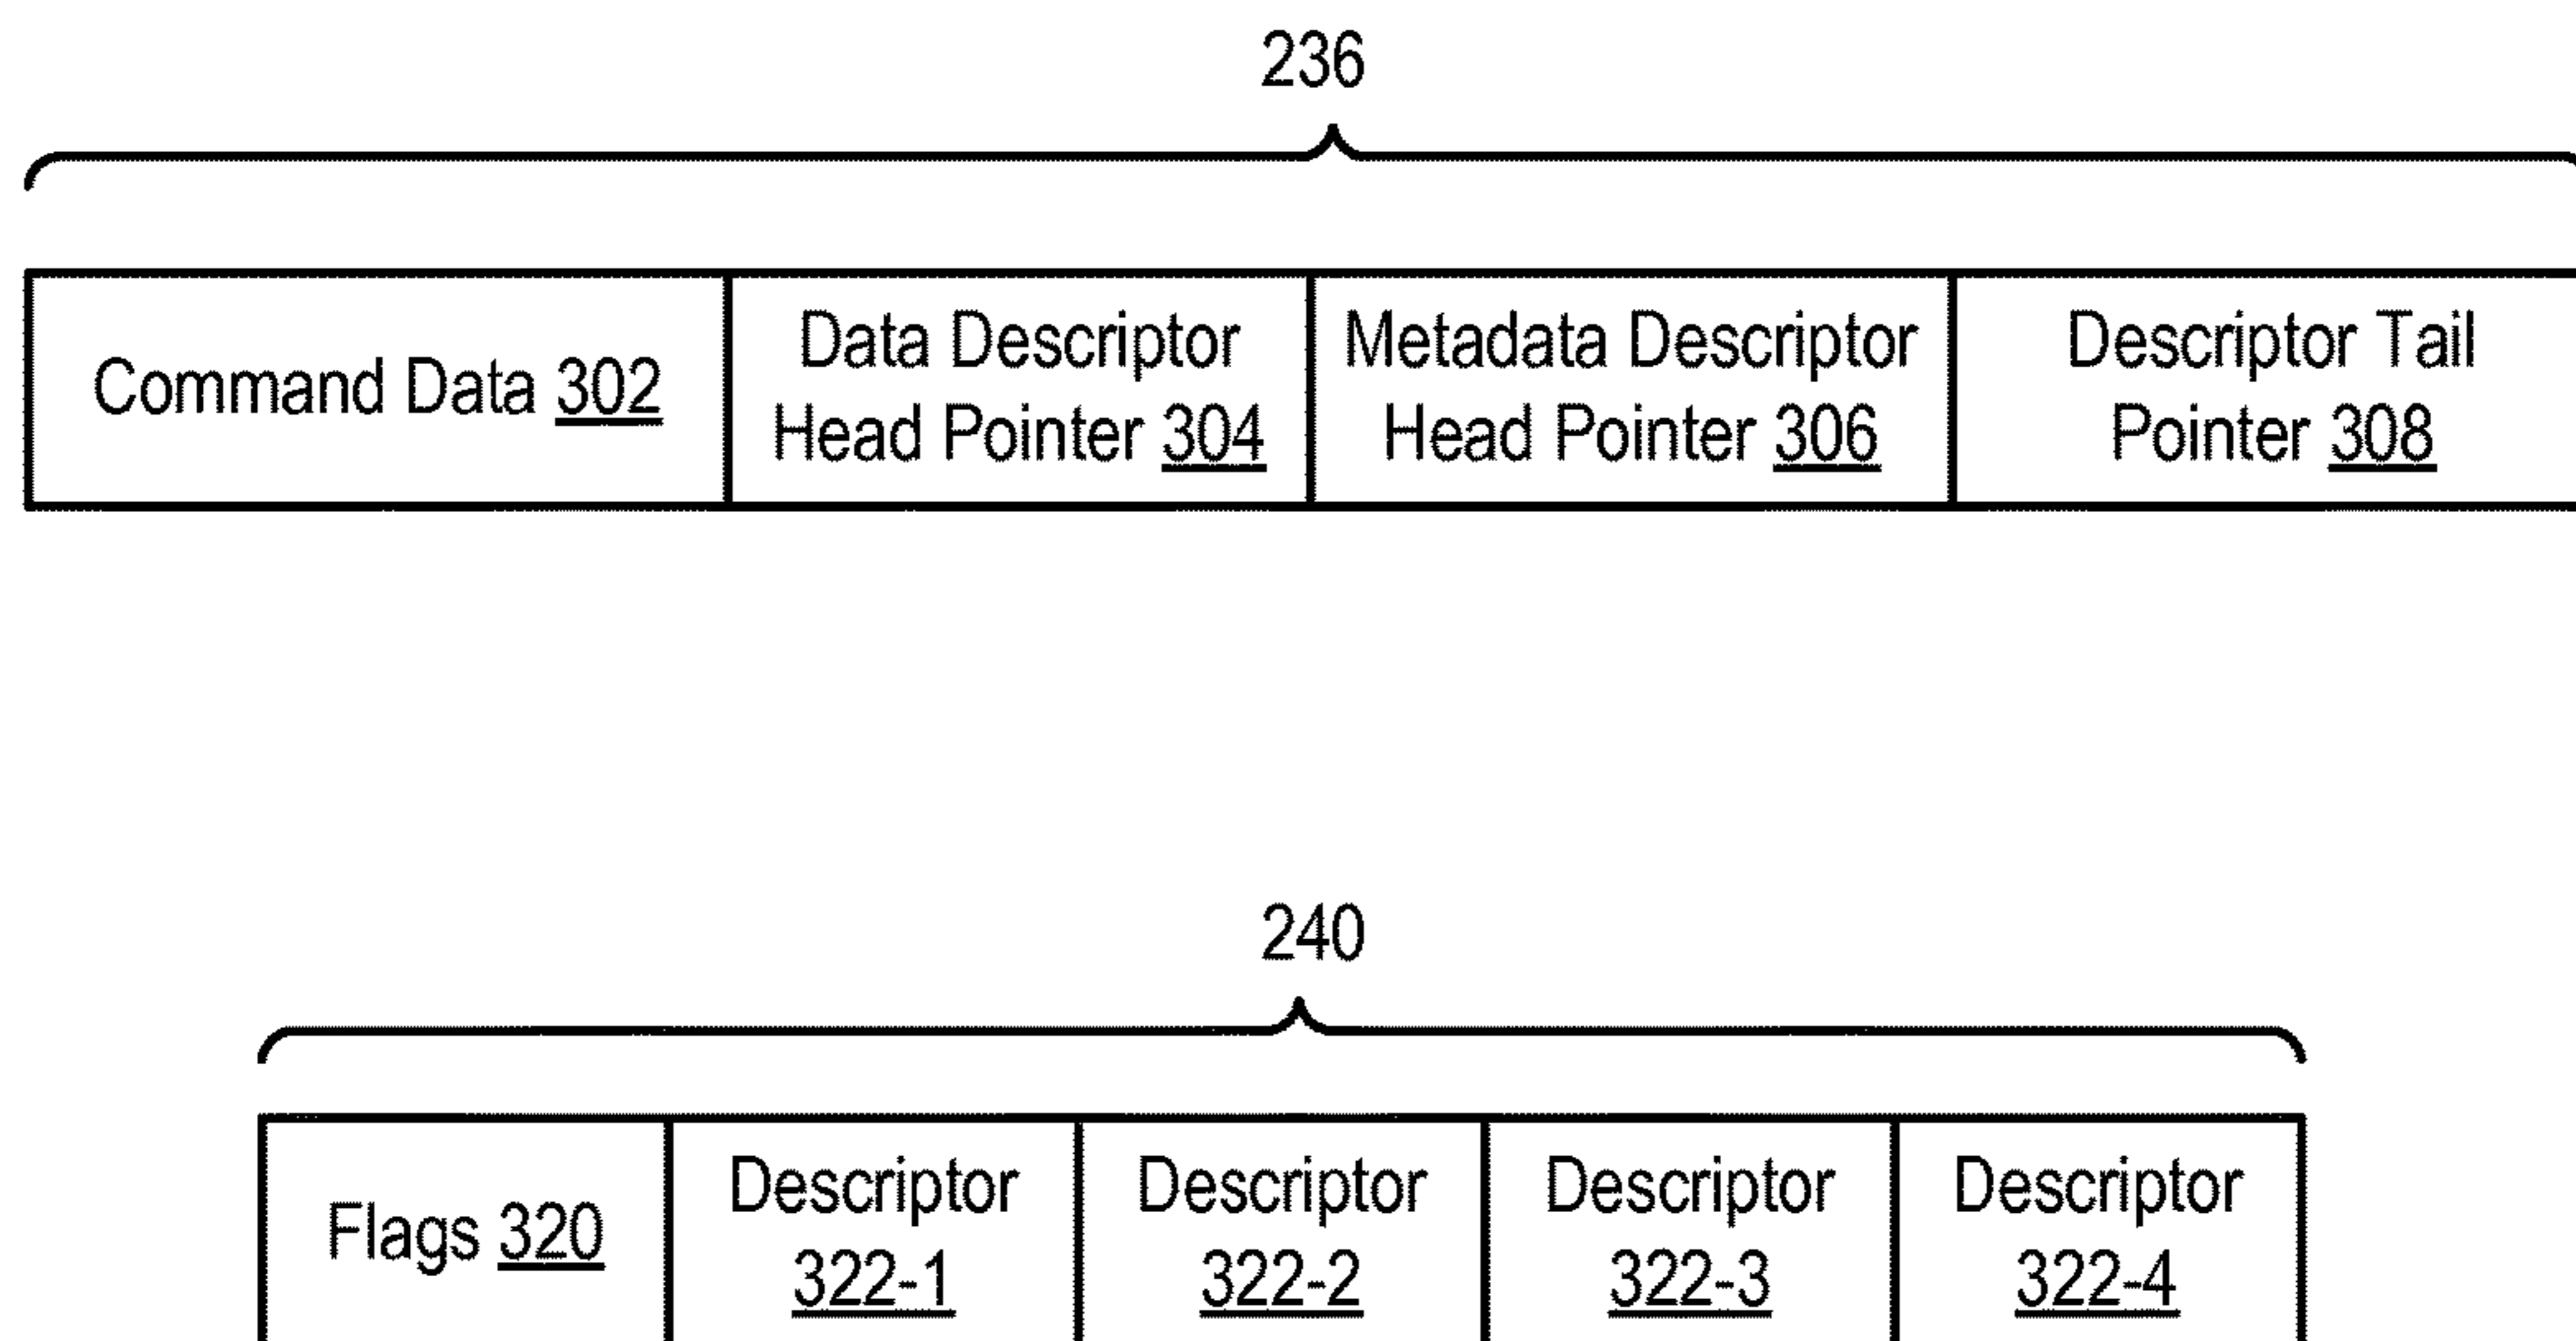 236
Command Data 302
Data Descriptor
Head Pointer 304
Metadata Descriptor
Head Pointer 306
Descriptor Tail
Pointer 308
240
Flags 320
Descriptor
322-1
Descriptor
322-2
Descriptor
322-3
Descriptor
322-4